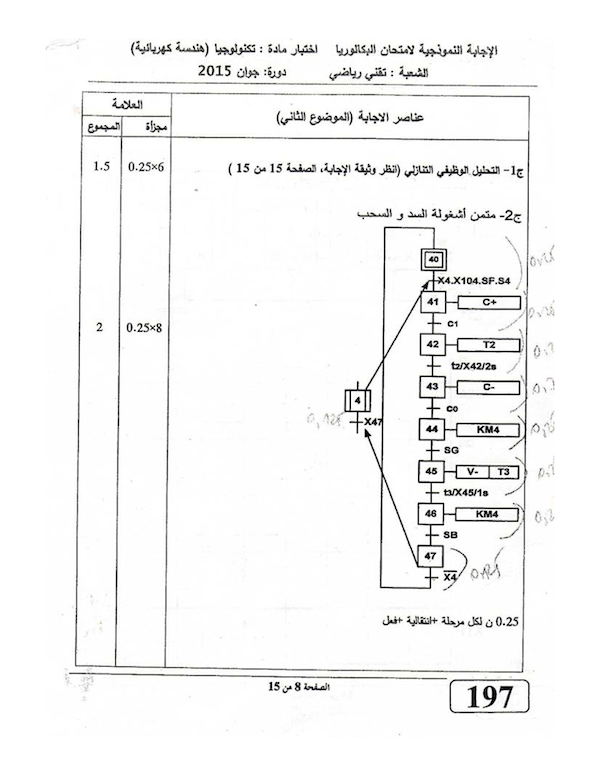 الإجابة النموذجية لامتحان البكالوريا اختبار مادة : تكنولوجيا (هندسة كهربائية)
الشعبة : تقني رياضي دورة: جوان 2015
العلامة
عناصر الاجابة (الموضوع الثاني)
مجزأة
المجموع
ج1- التحليل الوظيفي التنازلي (انظر وثيقة الإجابة، الصفحة 15 من 15 )
0.25×6
1.5
ج2- متمن أشغولة السد و السحب
40
X4.X104.SF.S4
41 C+
C1
42 T2
t2/X42/2s
2
0.25×8
43 C-
C0
4
X47
0,125
44 KM4
SG
45 V- T3
t3/X45/1s
46 KM4
SB
47
X̅4̅
0.25 ن لكل مرحلة +انتقالية +فعل
الصفحة 8 من 15
197